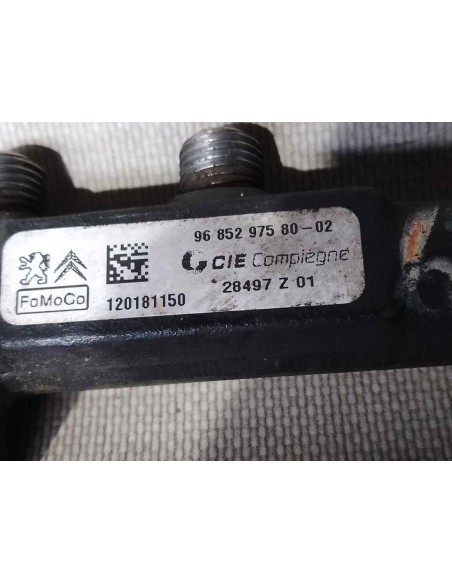 96 852 975 80-02
CIE Compiègne
FoMoCo
120181150
28497 Z 01